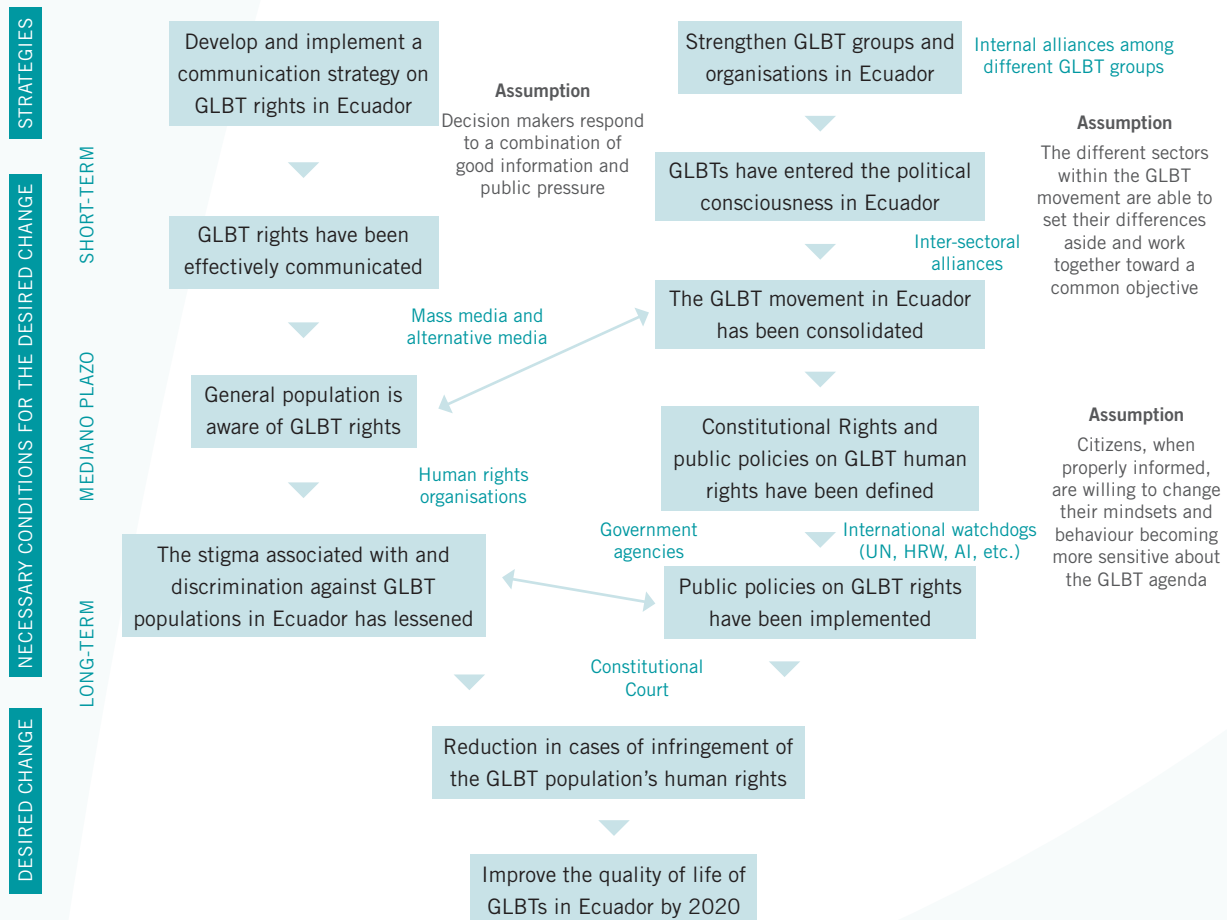 STRATEGIES
NECESSARY CONDITIONS FOR THE DESIRED CHANGE
DESIRED CHANGE
SHORT-TERM
MEDIANO PLAZO
LONG-TERM
Develop and implement a
communication strategy on
GLBT rights in Ecuador
Assumption
Decision makers respond
to a combination of
good information and
public pressure
Strengthen GLBT groups and
organisations in Ecuador
Internal alliances among
different GLBT groups
Assumption
The different sectors
within the GLBT
movement are able to
set their differences
aside and work
together toward a
common objective
GLBTs have entered the political
consciousness in Ecuador
GLBT rights have been
effectively communicated
Inter-sectoral
alliances
The GLBT movement in Ecuador
has been consolidated
Mass media and
alternative media
General population is
aware of GLBT rights
Constitutional Rights and
public policies on GLBT human
rights have been defined
Assumption
Citizens, when
properly informed,
are willing to change
their mindsets and
behaviour becoming
more sensitive about
the GLBT agenda
Human rights
organisations
Government
agencies
International watchdogs
(UN, HRW, AI, etc.)
The stigma associated with and
discrimination against GLBT
populations in Ecuador has lessened
Public policies on GLBT rights
have been implemented
Constitutional
Court
Reduction in cases of infringement of
the GLBT population’s human rights
Improve the quality of life of
GLBTs in Ecuador by 2020